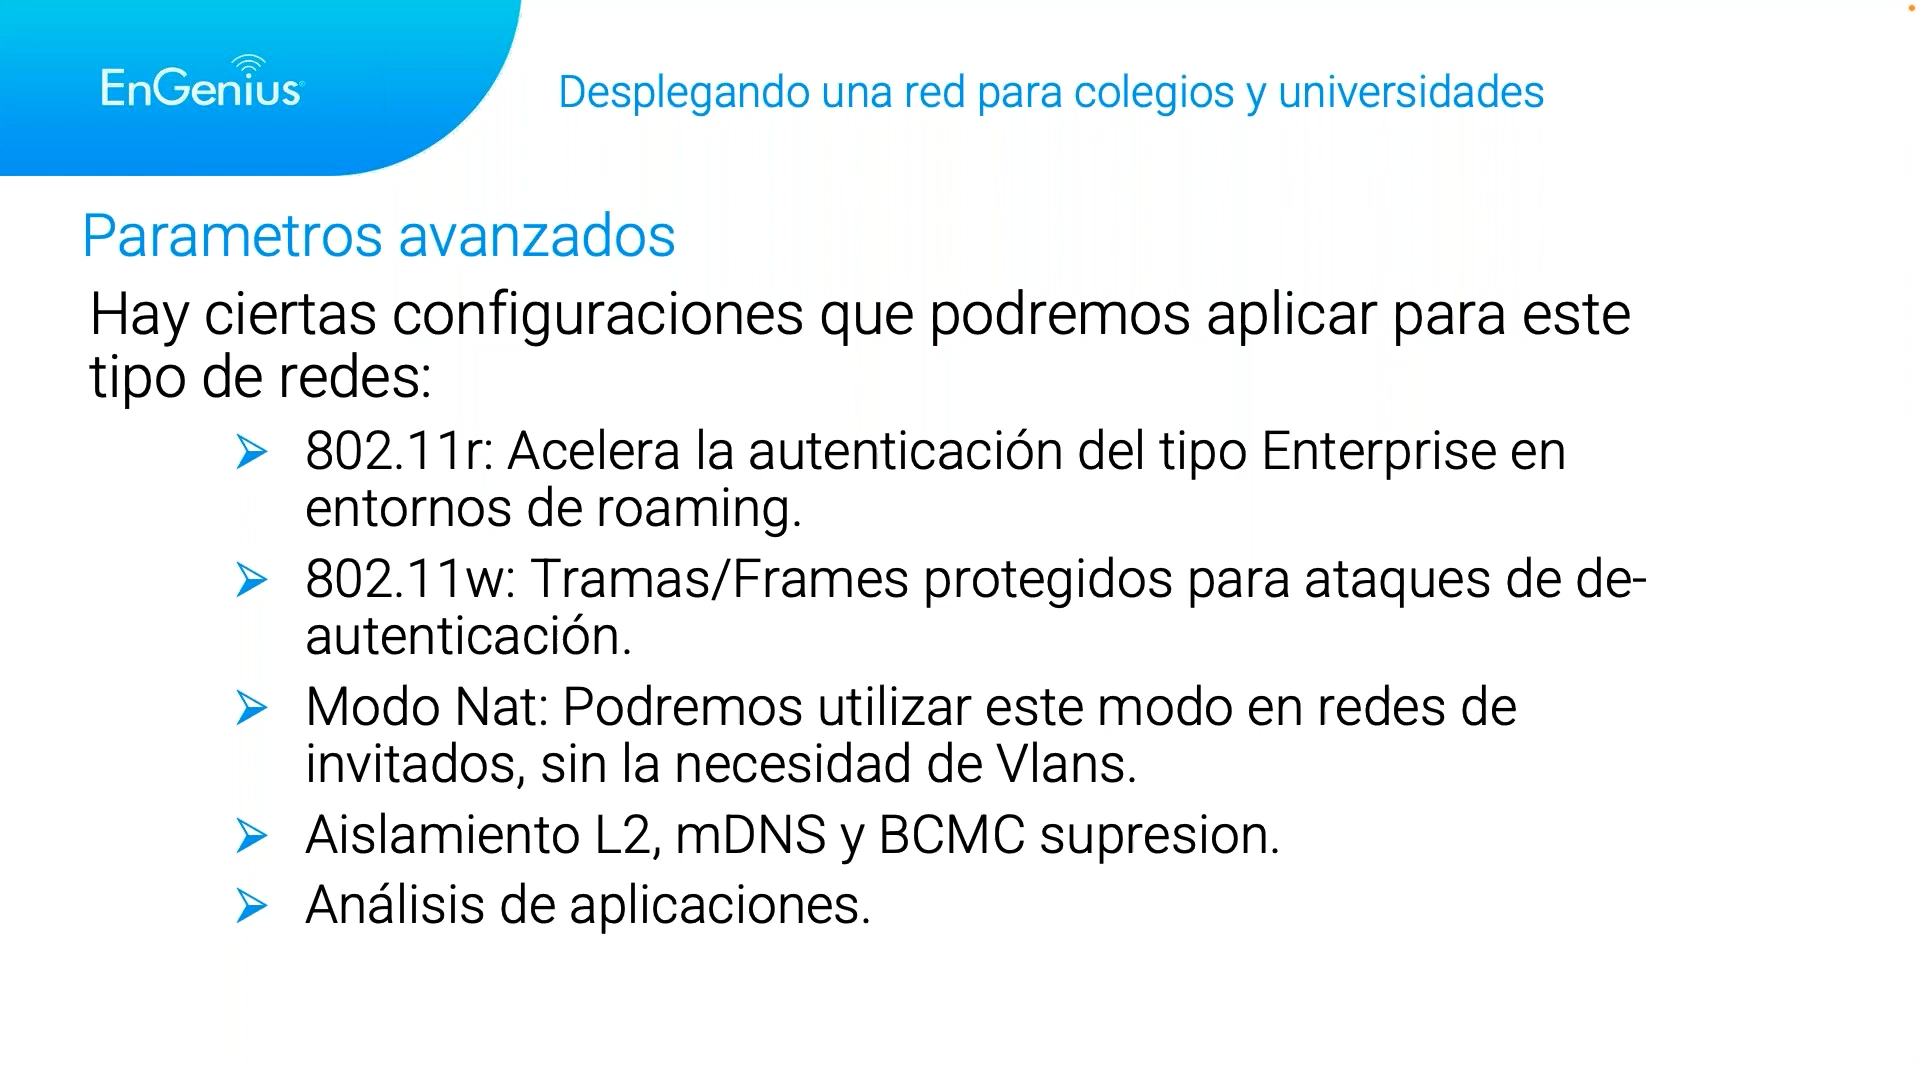 EnGenius
Desplegando una red para colegios y universidades
Parametros avanzados
Hay ciertas configuraciones que podremos aplicar para este
tipo de redes:
802.11r: Acelera la autenticación del tipo Enterprise en
entornos de roaming.
802.11w: Tramas/Frames protegidos para ataques de de-
autenticación.
Modo Nat: Podremos utilizar este modo en redes de
invitados, sin la necesidad de Vlans.
Aislamiento L2, mDNS y BCMC supresion.
Análisis de aplicaciones.